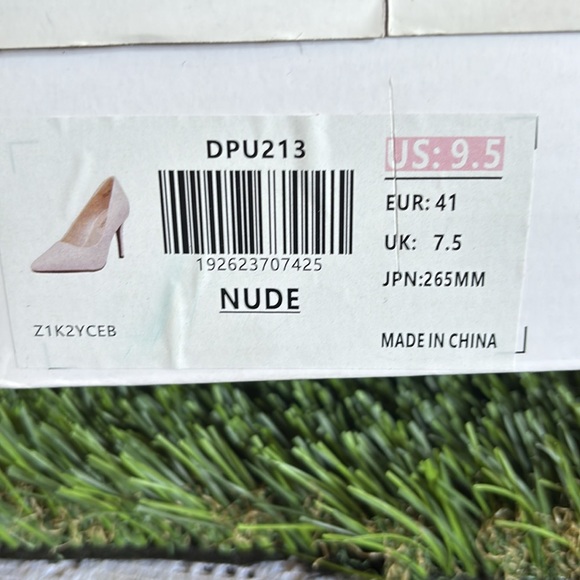 DPU213
192623707425
NUDE
Z1K2YCEB
US: 9.5
EUR: 41
UK: 7.5
JPN:265MM
MADE IN CHINA